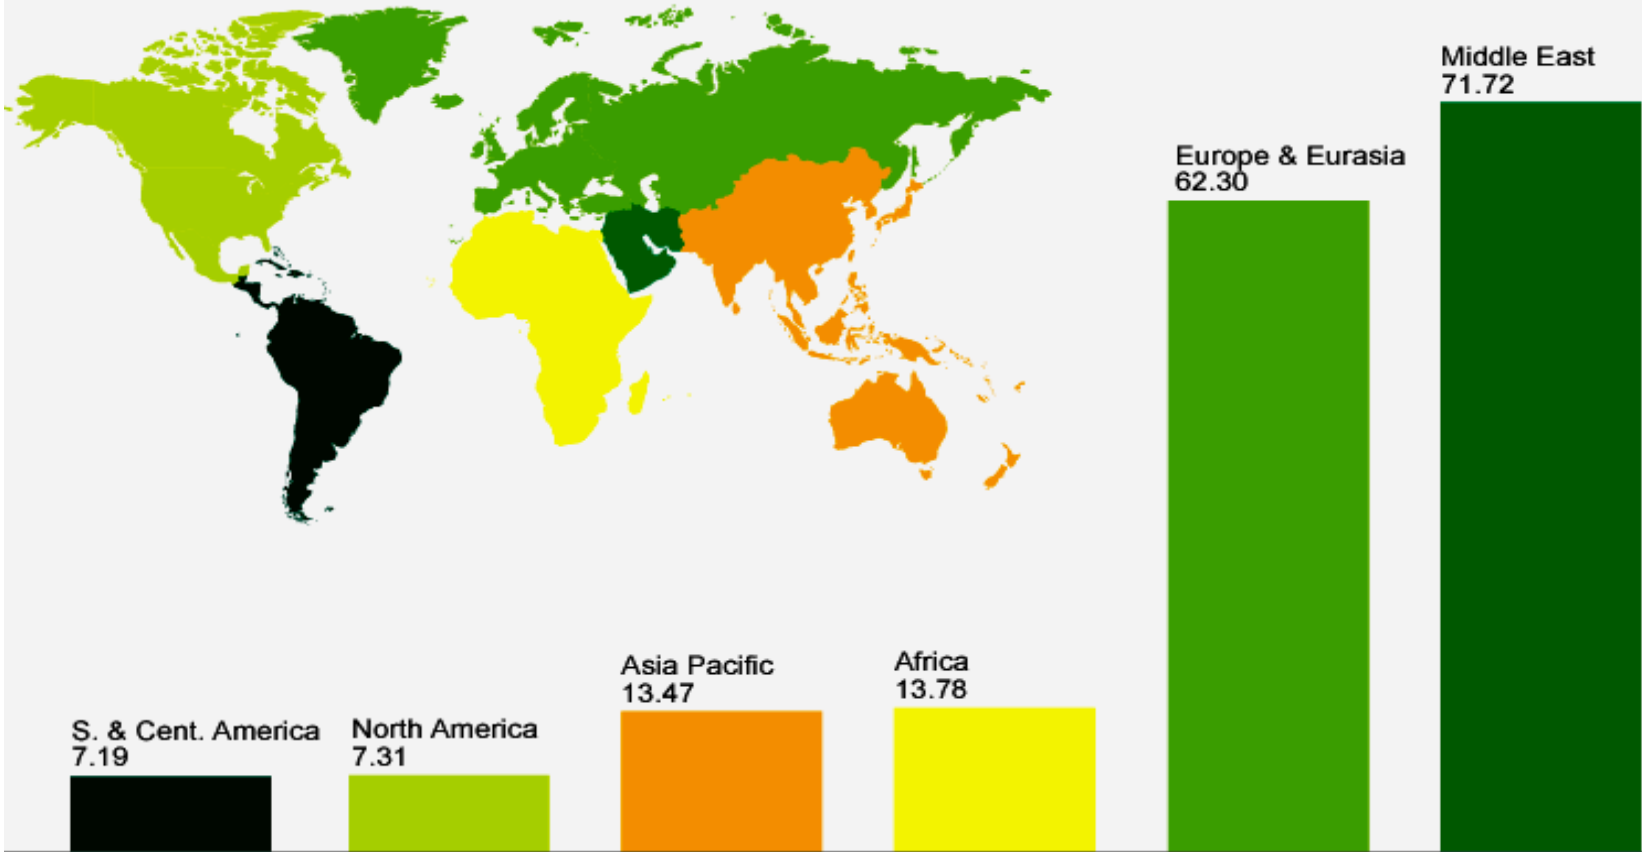 Middle East
71.72
Europe & Eurasia
62.30
Africa
13.78
Asia Pacific
13.47
North America
7.31
S. & Cent. America
7.19